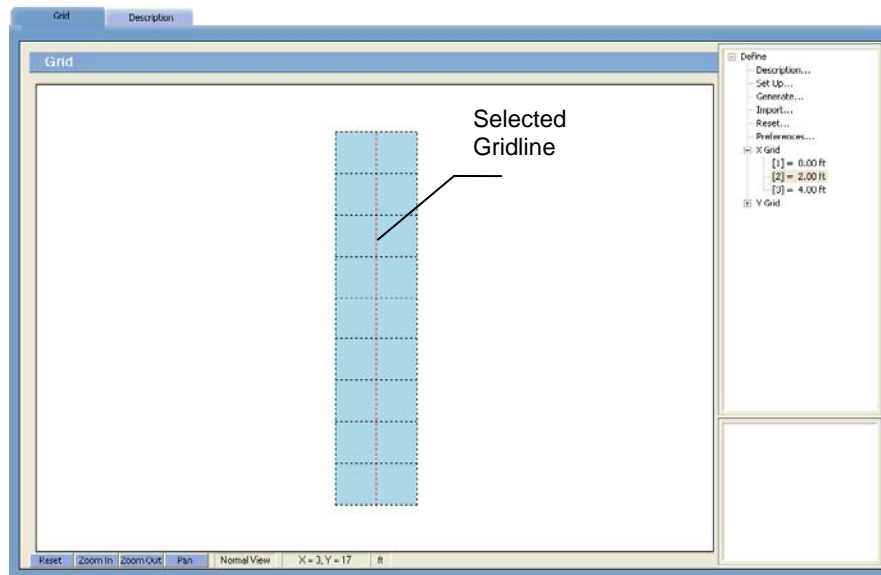 Grid
Description
Grid
Selected
Gridline
Define
Description...
Set Up...
Generate...
Import...
Reset...
Preferences...
X Grid
[1] = 0.00 ft
[2] = 2.00 ft
[3] = 4.00 ft
Y Grid
Reset
Zoom In
Zoom Out
Pan
Normal View
X = 3, Y = 17
ft